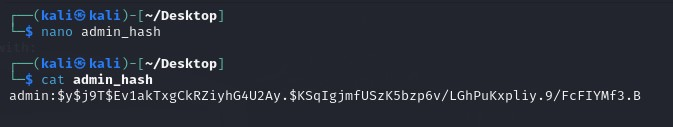 ┌──(kali㉿kali)-[~/Desktop]
└─$ nano admin_hash
┌──(kali㉿kali)-[~/Desktop]
└─$ cat admin_hash
admin:$y$j9T$Ev1akTxgCkRZiyhG4U2Ay.$KSqIgjmfUSzK5bzp6v/LGhPuKxpliy.9/FcFIYMf3.B